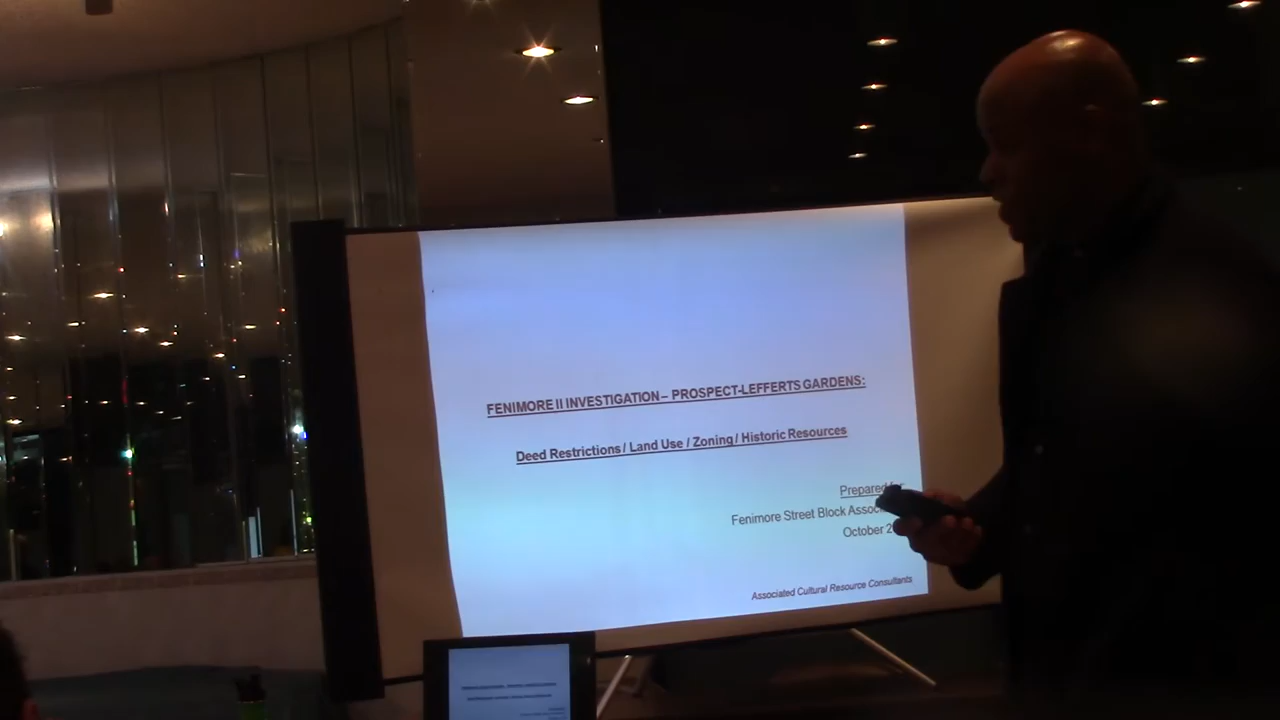 FENIMORE II INVESTIGATION – PROSPECT-LEFFERTS GARDENS:
Deed Restrictions / Land Use / Zoning / Historic Resources
Prepared
Fenimore Street Block
October
Associated Cultural Resource Consultants